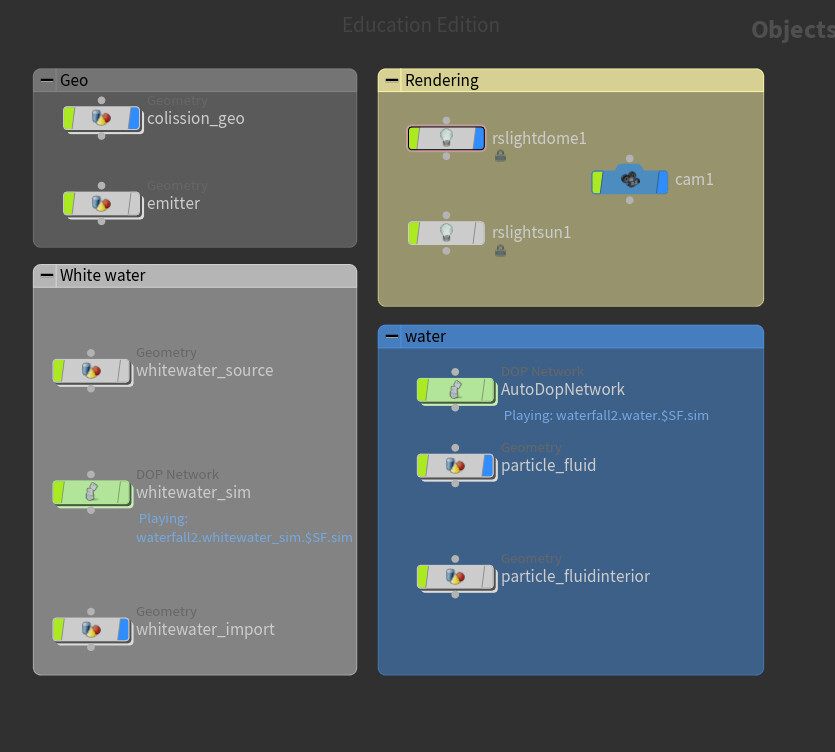 Education Edition
Objects
Geo
Geometry
colission_geo
Geometry
emitter
Rendering
rslightdome1
cam1
rslightsun1
White water
Geometry
whitewater_source
DOP Network
whitewater_sim
Playing:
waterfall2.whitewater_sim.$SF.sim
Geometry
whitewater_import
water
DOP Network
AutoDopNetwork
Playing: waterfall2.water.$SF.sim
Geometry
particle_fluid
Geometry
particle_fluidinterior